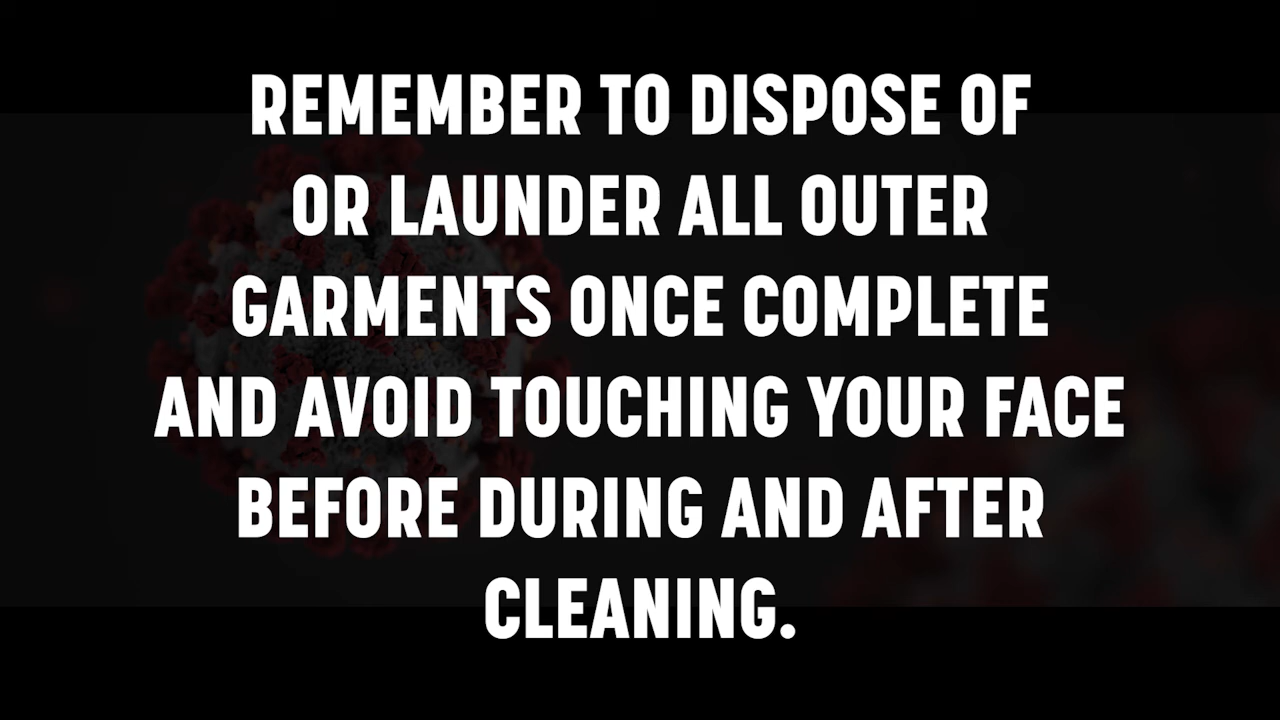 REMEMBER TO DISPOSE OF
OR LAUNDER ALL OUTER
GARMENTS ONCE COMPLETE
AND AVOID TOUCHING YOUR FACE
BEFORE DURING AND AFTER
CLEANING.